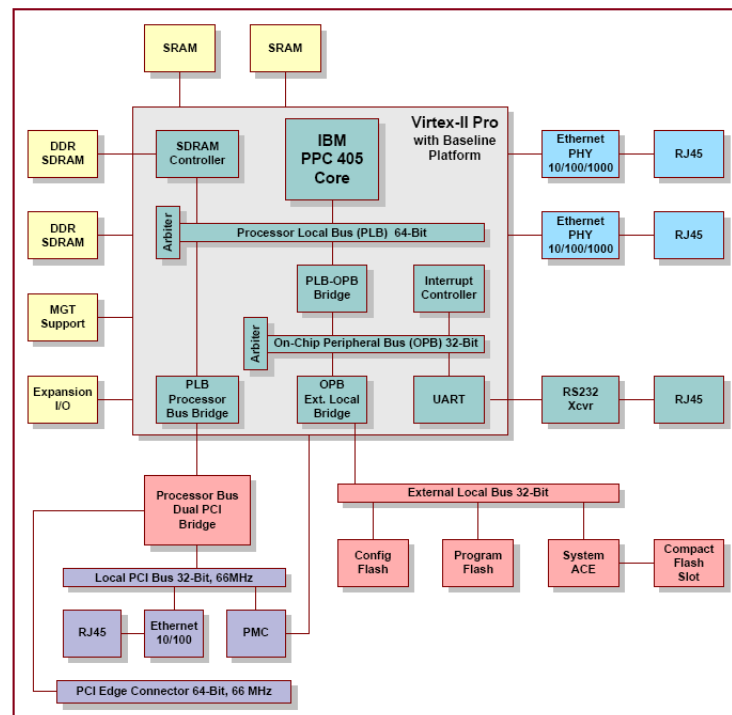 SRAM
SRAM
Virtex-II Pro
with Baseline
Platform
DDR
SDRAM
SDRAM
Controller
IBM
PPC 405
Core
Ethernet
PHY
10/100/1000
RJ45
DDR
SDRAM
Arbiter
Processor Local Bus (PLB) 64-Bit
Ethernet
PHY
10/100/1000
RJ45
MGT
Support
PLB-OPB
Bridge
Interrupt
Controller
Arbiter
On-Chip Peripheral Bus (OPB) 32-Bit
Expansion
I/O
PLB
Processor
Bus Bridge
OPB
Ext. Local
Bridge
UART
RS232
Xcvr
RJ45
Processor Bus
Dual PCI
Bridge
External Local Bus 32-Bit
Config
Flash
Program
Flash
System
ACE
Compact
Flash
Slot
Local PCI Bus 32-Bit, 66MHz
RJ45
Ethernet
10/100
PMC
PCI Edge Connector 64-Bit, 66 MHz